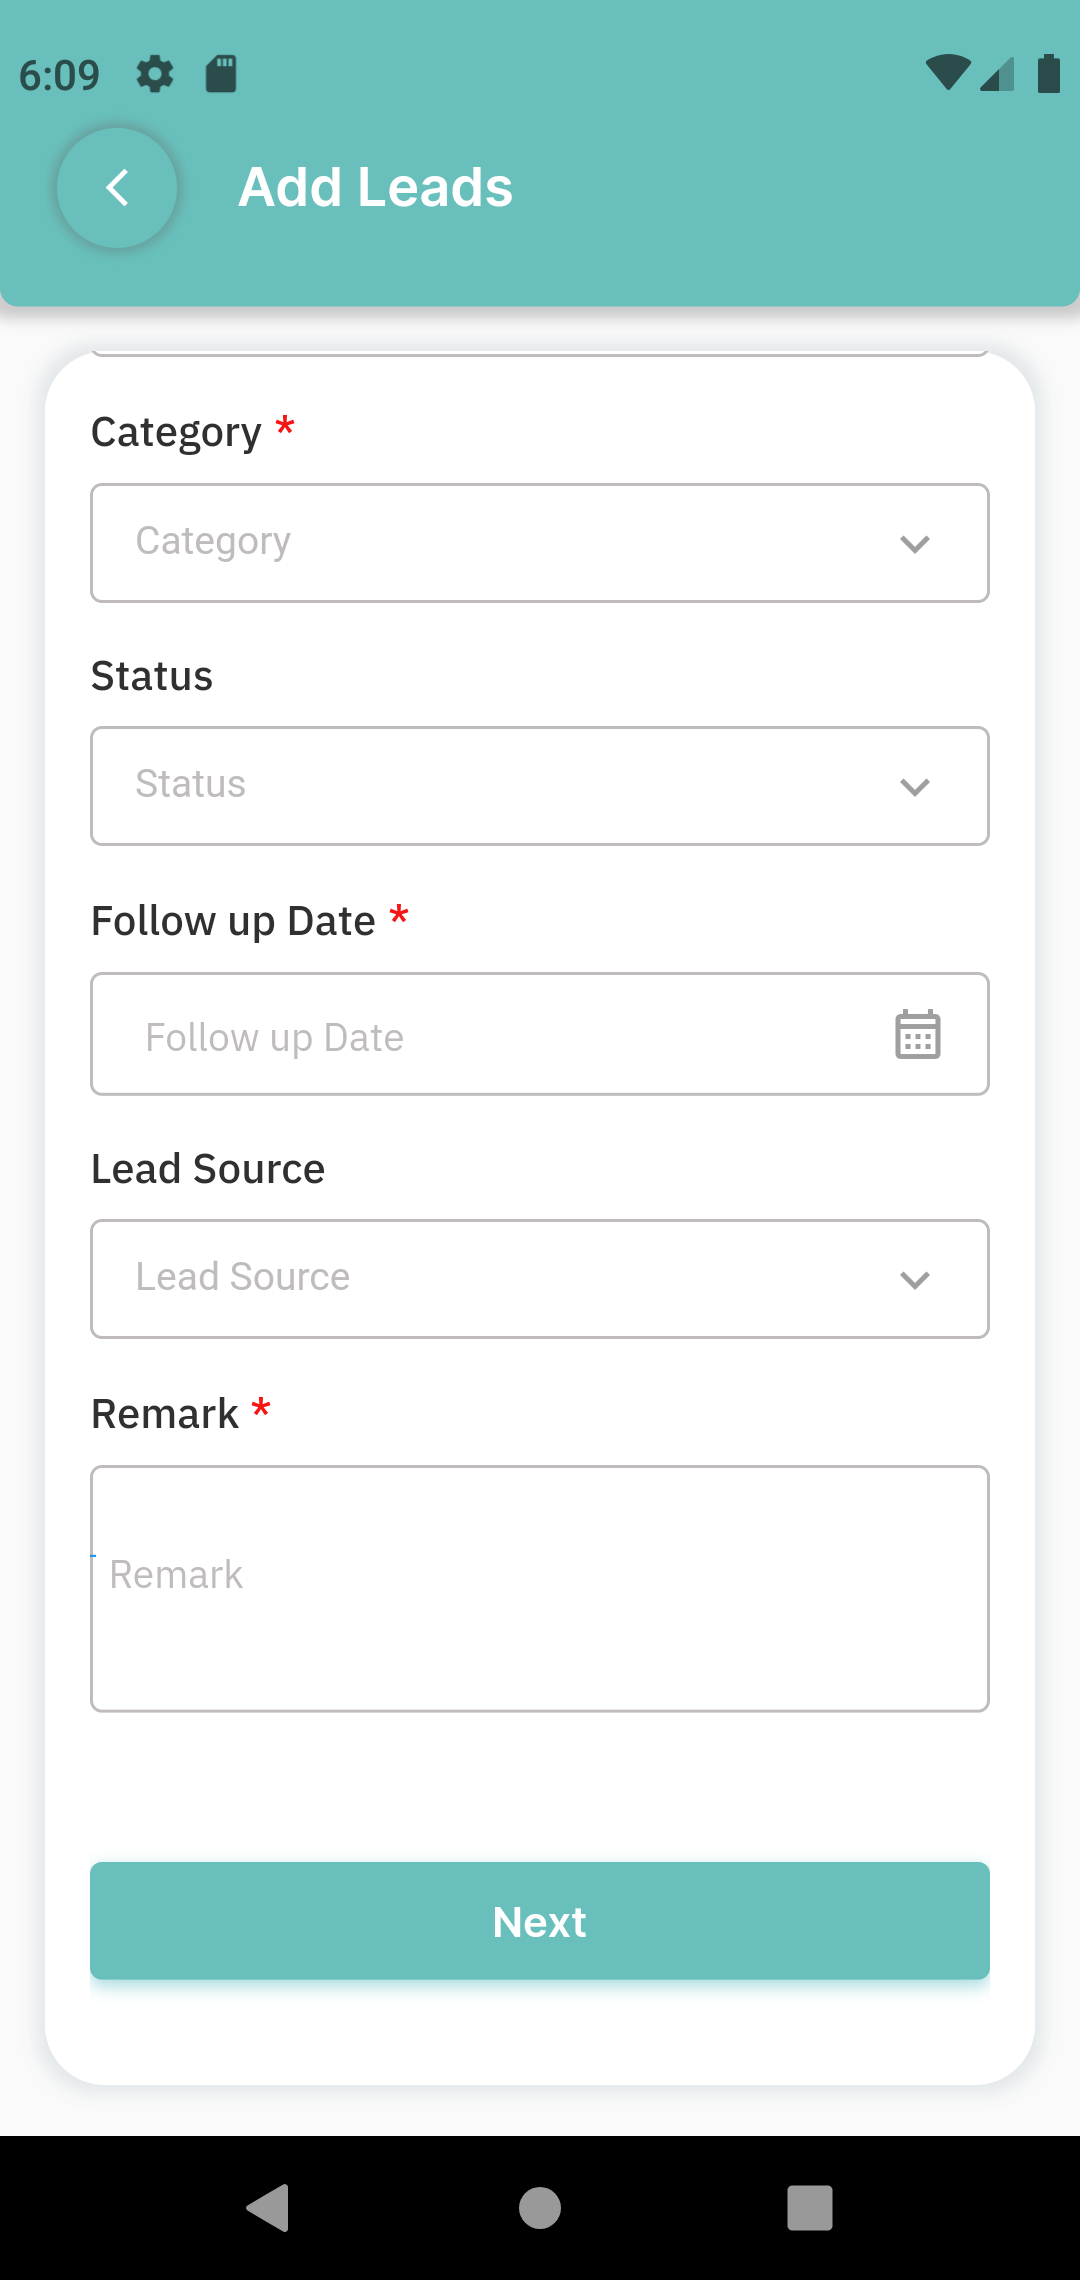 6:09
Add Leads
Category *
Category
Status
Status
Follow up Date *
Follow up Date
Lead Source
Lead Source
Remark *
Remark
Next